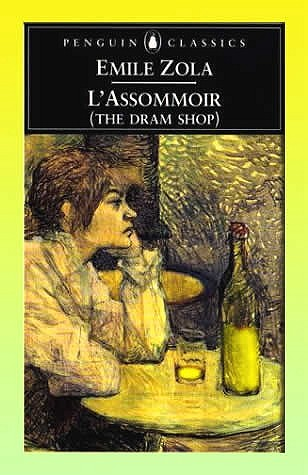 PENGUIN CLASSICS
EMILE ZOLA
L'ASSOMMOIR
(THE DRAM SHOP)